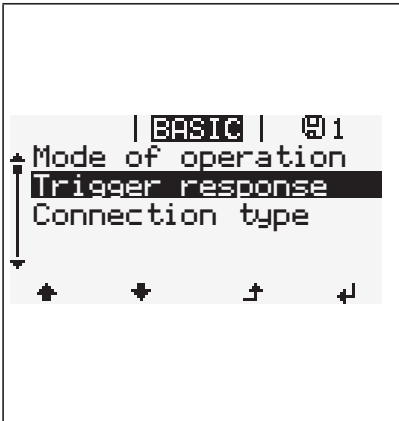 | BASIC | 1
Mode of operation
Trigger response
Connection type